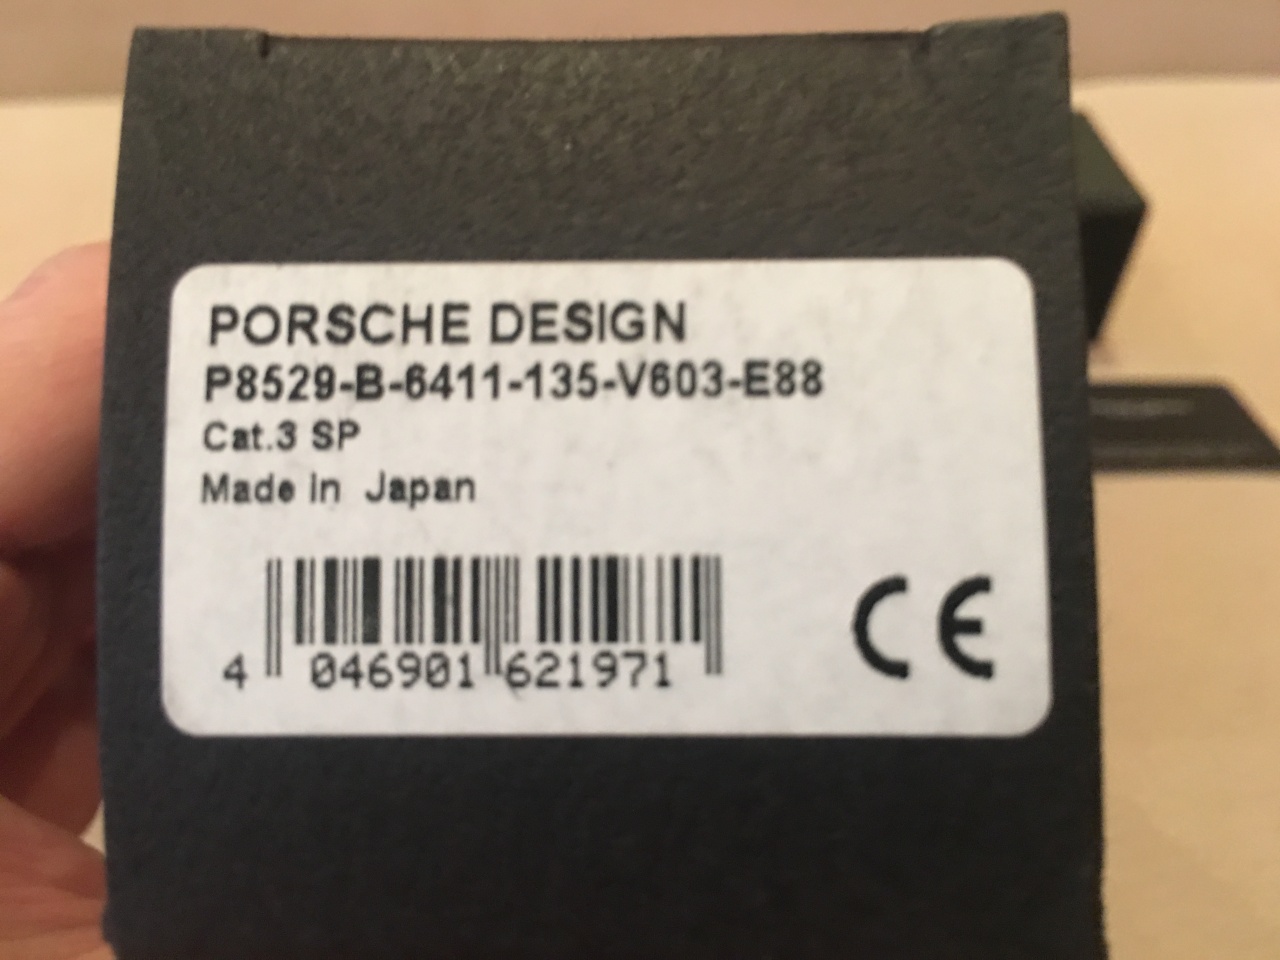 PORSCHE DESIGN
P8529-B-6411-135-V603-E88
Cat.3 SP
Made in Japan
4 046901 621971
CE